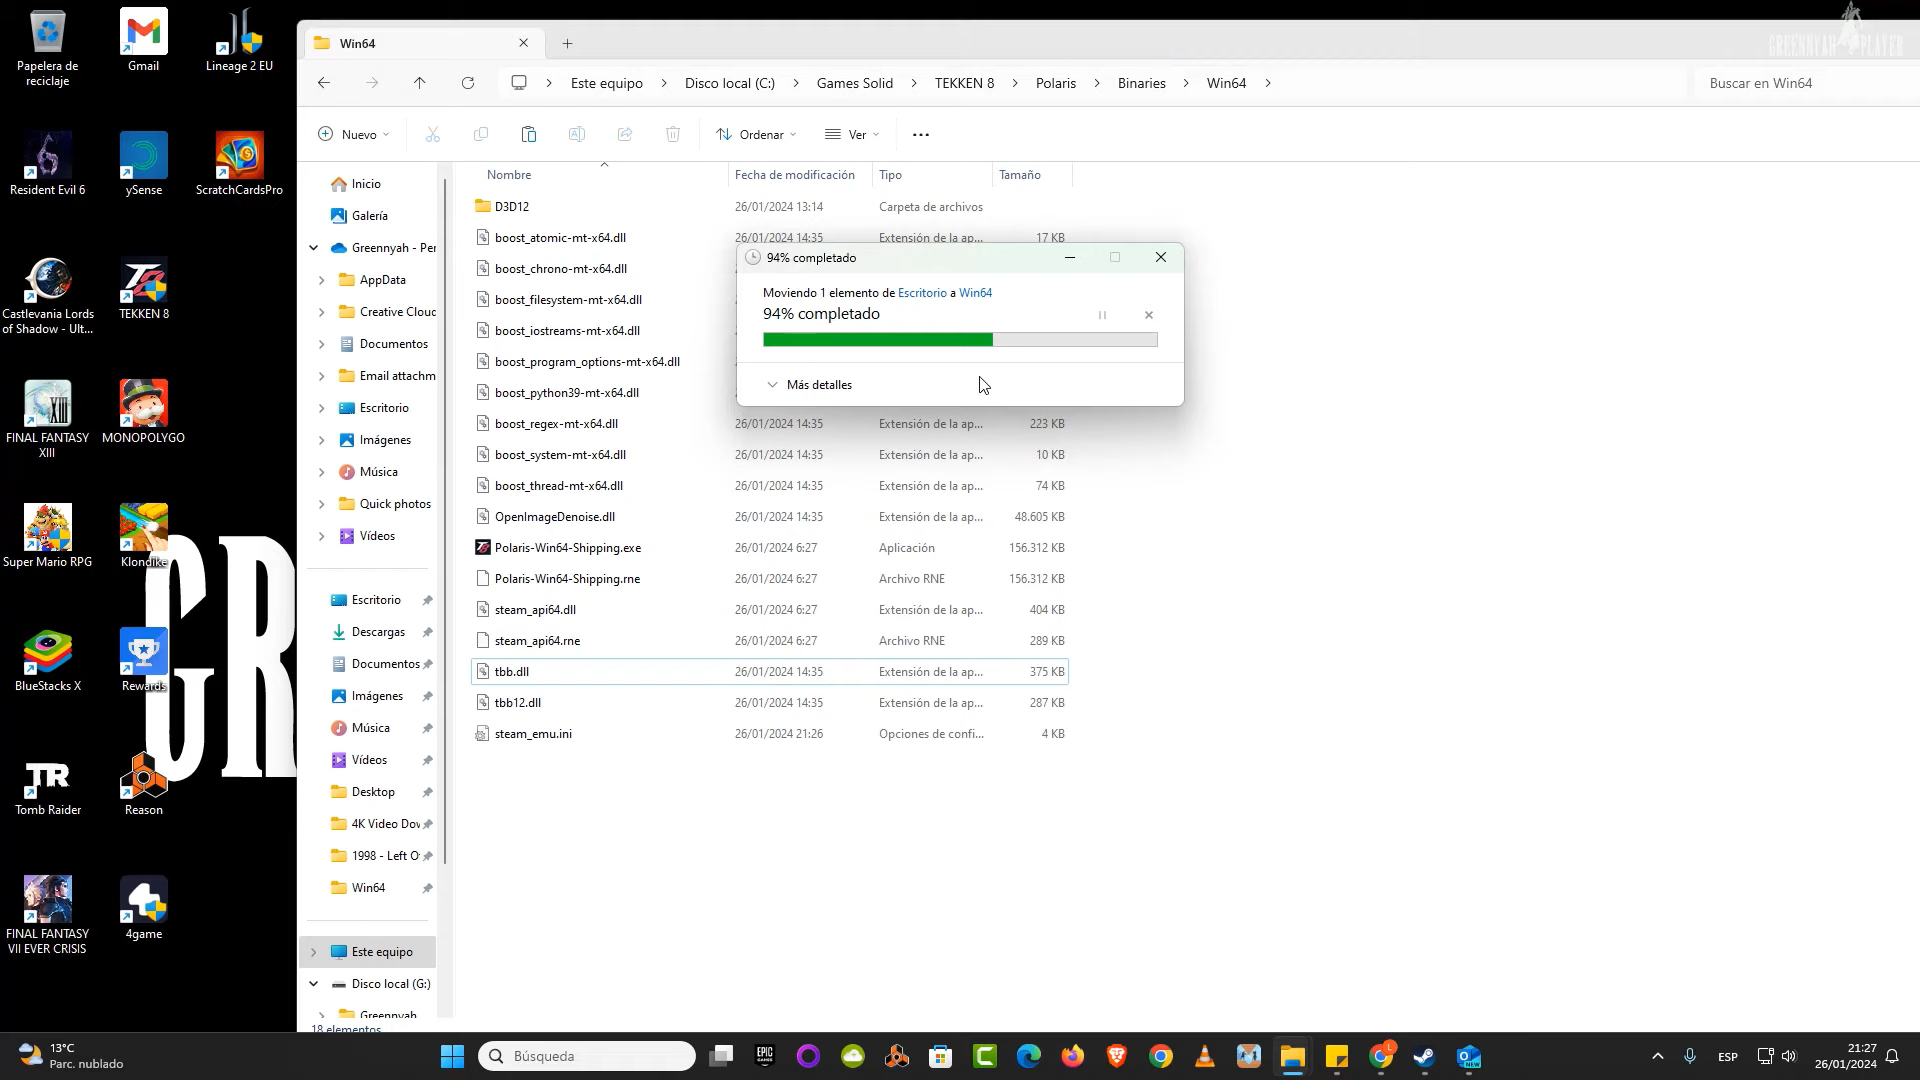 Papelera de
reciclaje
Gmail
Lineage 2 EU
Resident Evil 6
ySense
ScratchCardsPro
Castlevania Lords
of Shadow - Ult...
TEKKEN 8
FINAL FANTASY
XIII
MONOPOLYGO
Super Mario RPG
Klondike
BlueStacks X
Rewards
Tomb Raider
Reason
FINAL FANTASY
VII EVER CRISIS
4game
GR
GREENNYAH PLAYER
Win64
Este equipo
Disco local (C:)
Games Solid
TEKKEN 8
Polaris
Binaries
Win64
Buscar en Win64
Nuevo
Ordenar
Ver
Inicio
Galería
Greennyah - Per
AppData
Creative Cloud
Documentos
Email attachm
Escritorio
Imágenes
Música
Quick photos
Vídeos
Escritorio
Descargas
Documentos
Imágenes
Música
Vídeos
Desktop
4K Video Dov
1998 - Left O
Win64
Este equipo
Disco local (G:)
Greennyah
18 elementos
Nombre Fecha de modificación Tipo Tamaño
D3D12 26/01/2024 13:14 Carpeta de archivos
boost_atomic-mt-x64.dll 26/01/2024 14:35 Extensión de la ap... 17 KB
boost_chrono-mt-x64.dll
boost_filesystem-mt-x64.dll
boost_iostreams-mt-x64.dll
boost_program_options-mt-x64.dll
boost_python39-mt-x64.dll
boost_regex-mt-x64.dll 26/01/2024 14:35 Extensión de la ap... 223 KB
boost_system-mt-x64.dll 26/01/2024 14:35 Extensión de la ap... 10 KB
boost_thread-mt-x64.dll 26/01/2024 14:35 Extensión de la ap... 74 KB
OpenImageDenoise.dll 26/01/2024 14:35 Extensión de la ap... 48.605 KB
Polaris-Win64-Shipping.exe 26/01/2024 6:27 Aplicación 156.312 KB
Polaris-Win64-Shipping.rne 26/01/2024 6:27 Archivo RNE 156.312 KB
steam_api64.dll 26/01/2024 6:27 Extensión de la ap... 404 KB
steam_api64.rne 26/01/2024 6:27 Archivo RNE 289 KB
tbb.dll 26/01/2024 14:35 Extensión de la ap... 375 KB
tbb12.dll 26/01/2024 14:35 Extensión de la ap... 287 KB
steam_emu.ini 26/01/2024 21:26 Opciones de confi... 4 KB
94% completado
Moviendo 1 elemento de Escritorio a Win64
94% completado
Más detalles
13°C
Parc. nublado
Búsqueda
ESP
21:27
26/01/2024